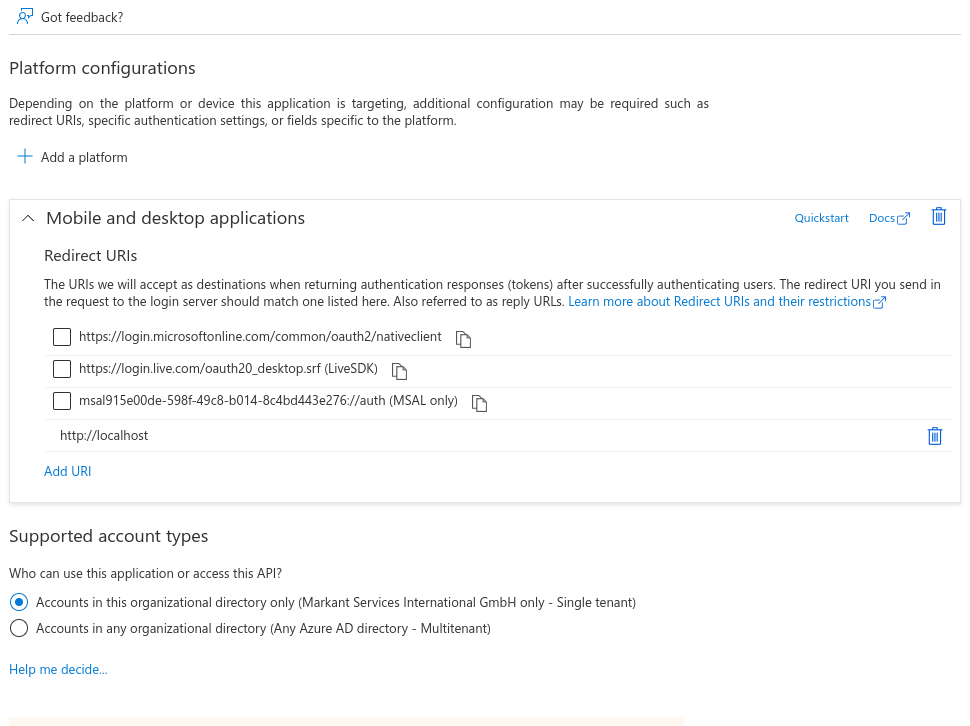 Got feedback?
Platform configurations
Depending on the platform or device this application is targeting, additional configuration may be required such as
redirect URIs, specific authentication settings, or fields specific to the platform.
Add a platform
Mobile and desktop applications
Quickstart
Docs
Redirect URIs
The URIs we will accept as destinations when returning authentication responses (tokens) after successfully authenticating users. The redirect URI you send in
the request to the login server should match one listed here. Also referred to as reply URLs. Learn more about Redirect URIs and their restrictions
https://login.microsoftonline.com/common/oauth2/nativeclient
https://login.live.com/oauth20_desktop.srf (LiveSDK)
msal915e00de-598f-49c8-b014-8c4bd443e276://auth (MSAL only)
http://localhost
Add URI
Supported account types
Who can use this application or access this API?
Accounts in this organizational directory only (Markant Services International GmbH only - Single tenant)
Accounts in any organizational directory (Any Azure AD directory - Multitenant)
Help me decide...